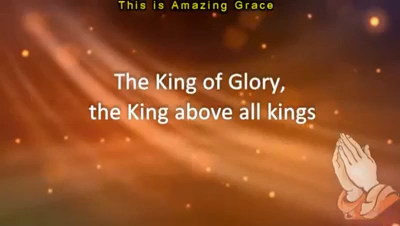 This is Amazing Grace
The King of Glory,
the King above all kings